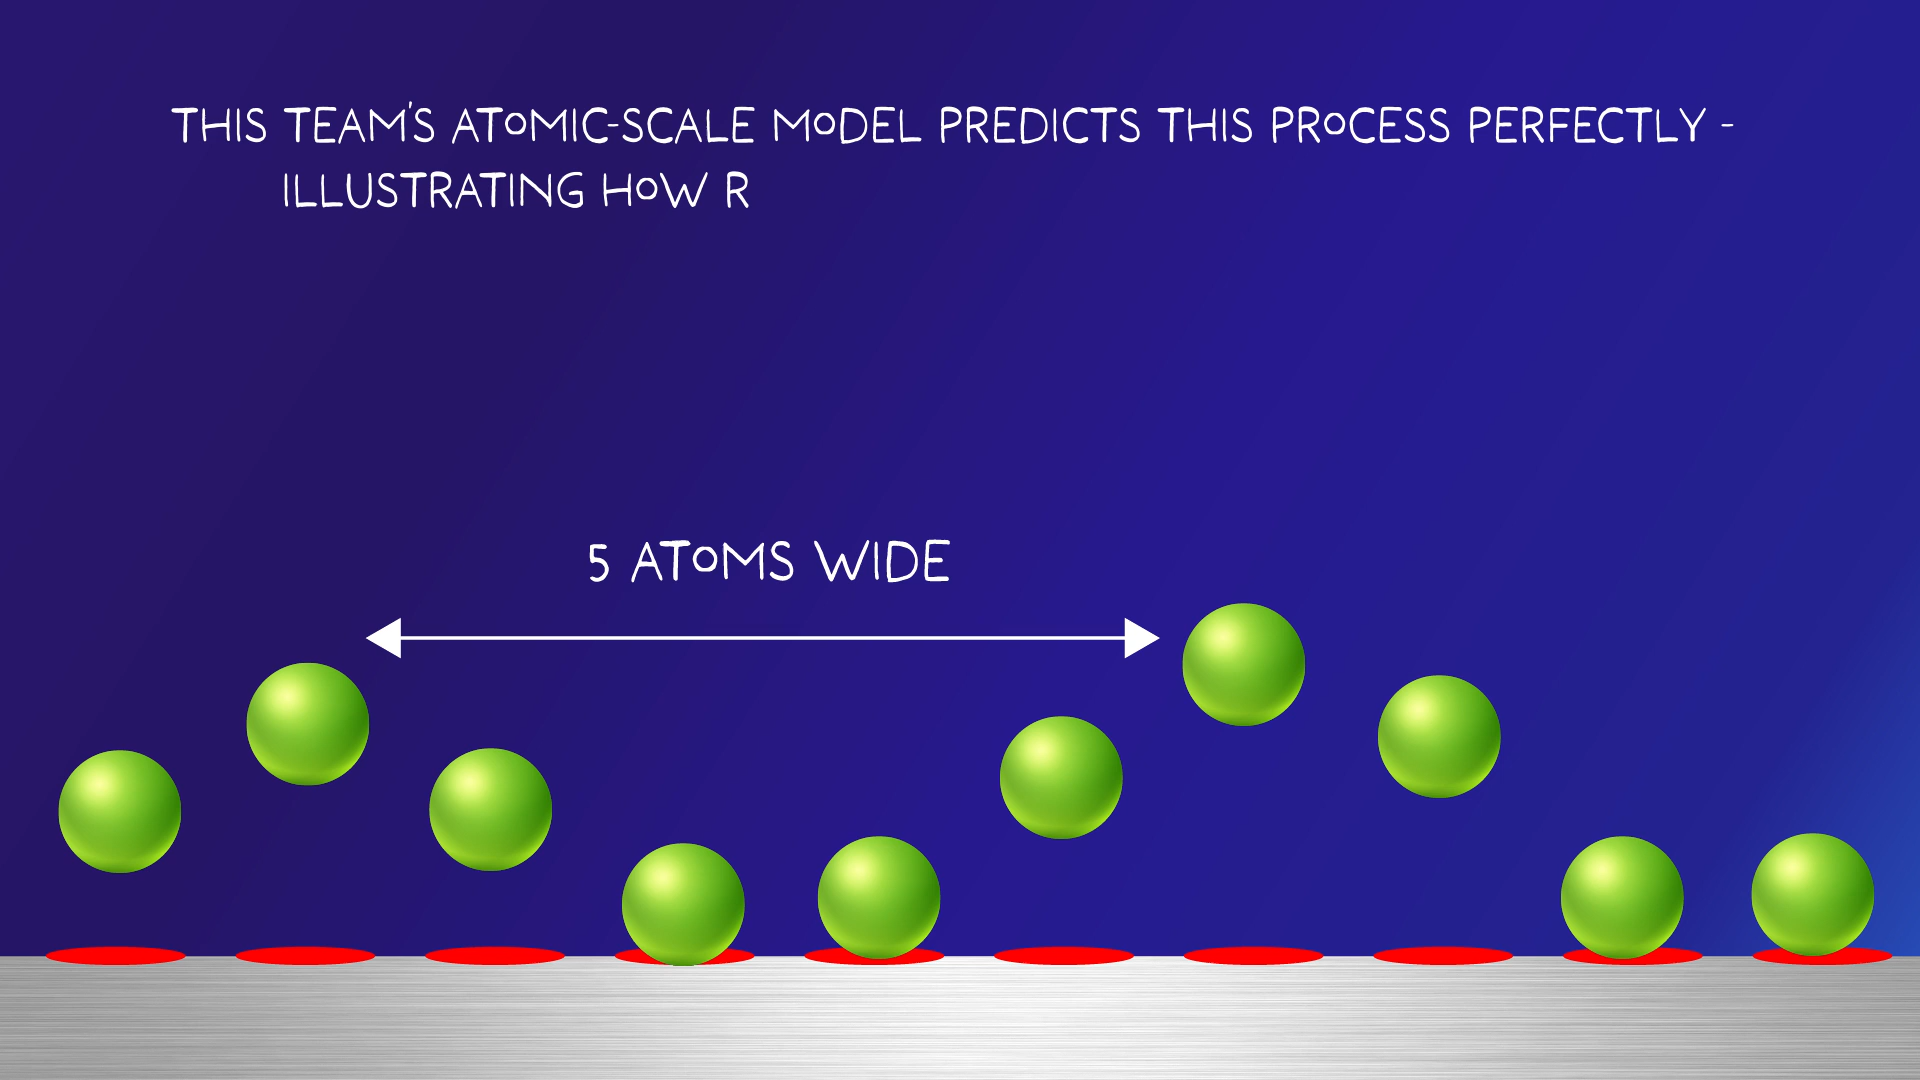 THIS TEAM'S ATOMIC-SCALE MODEL PREDICTS THIS PROCESS PERFECTLY -
ILLUSTRATING HOW R
5 ATOMS WIDE